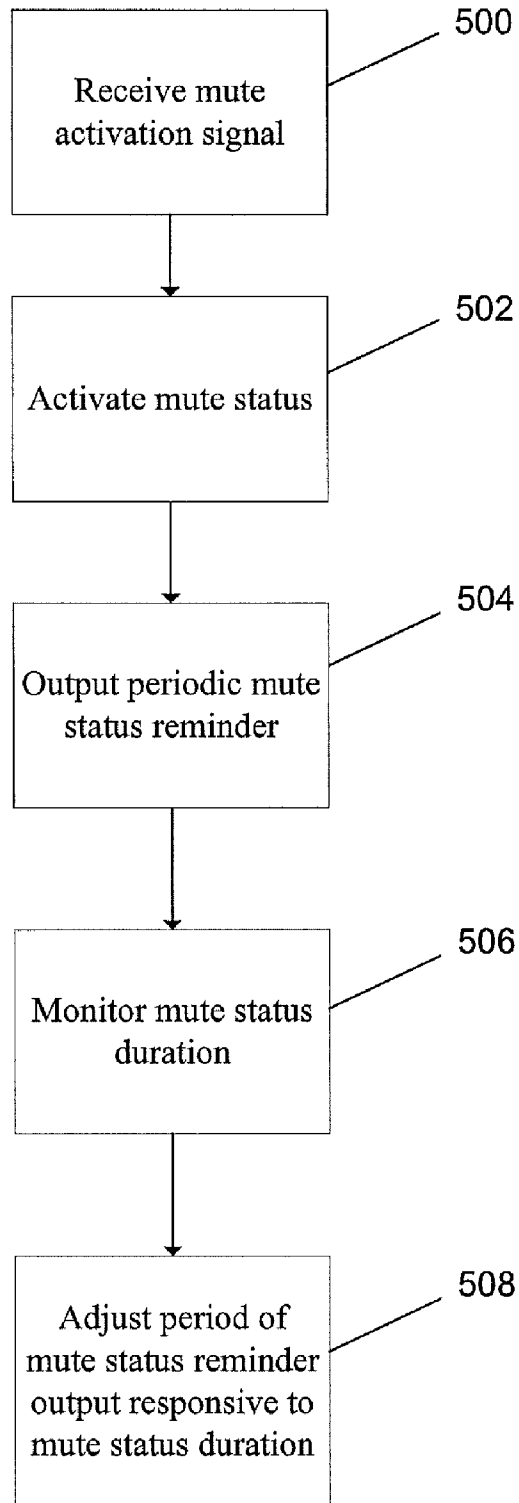 500
Receive mute
activation signal
502
Activate mute status
504
Output periodic mute
status reminder
506
Monitor mute status
duration
508
Adjust period of
mute status reminder
output responsive to
mute status duration